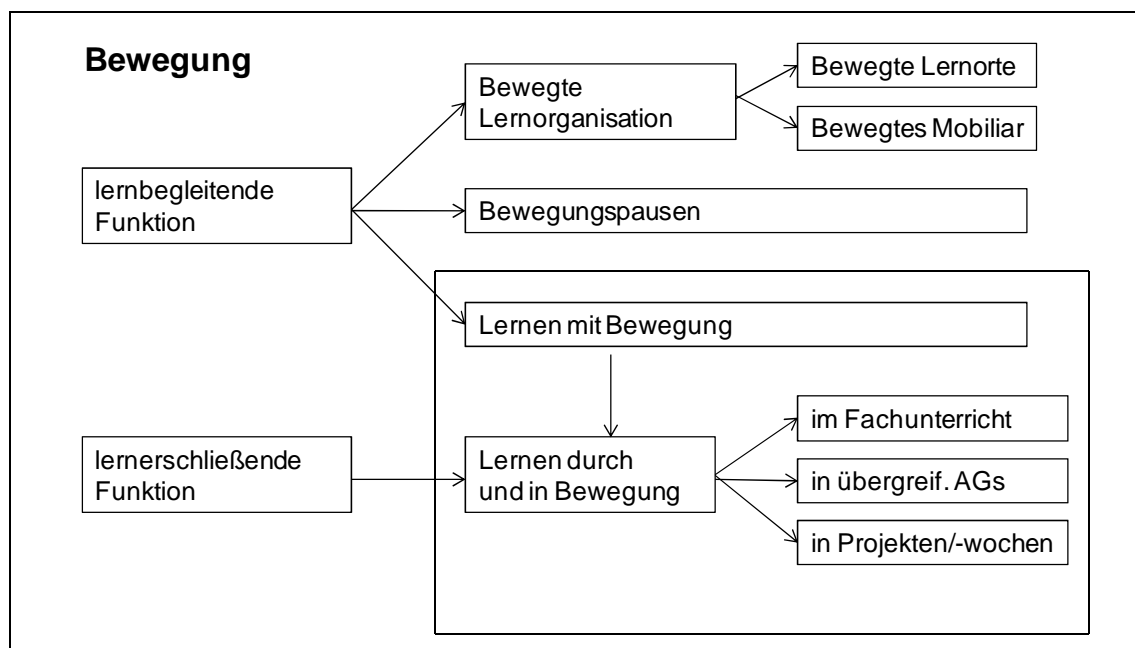 Bewegung
Bewegte
Lernorganisation
Bewegte Lernorte
Bewegtes Mobiliar
lernbegleitende
Funktion
Bewegungspausen
Lernen mit Bewegung
lernerschließende
Funktion
Lernen durch
und in Bewegung
im Fachunterricht
in übergreif. AGs
in Projekten/-wochen